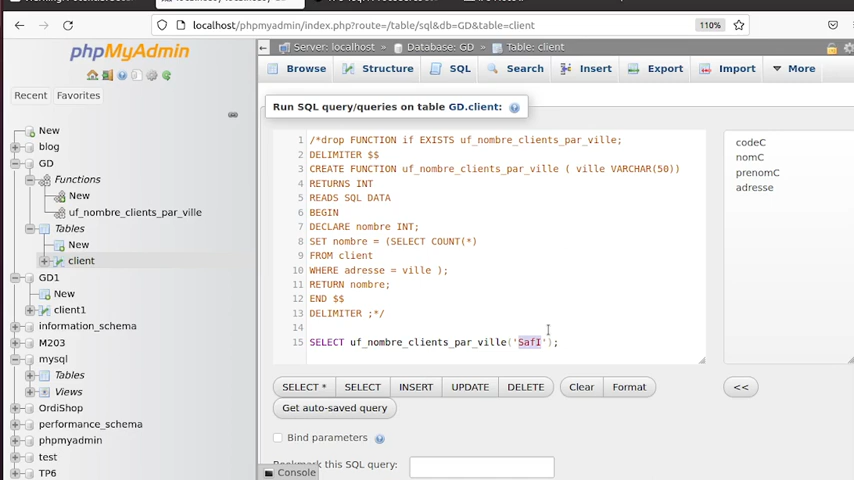 localhost/phpmyadmin/index.php?route=/table/sql&db=GD&table=client
110%
phpMyAdmin
Recent
Favorites
New
blog
GD
Functions
New
uf_nombre_clients_par_ville
Tables
New
client
GD1
New
client1
information_schema
M203
mysql
Tables
Views
OrdiShop
performance_schema
phpmyadmin
test
TP6
Server: localhost » Database: GD » Table: client
Browse
Structure
SQL
Search
Insert
Export
Import
More
Run SQL query/queries on table GD.client:
1 /*drop FUNCTION if EXISTS uf_nombre_clients_par_ville;
2 DELIMITER $$
3 CREATE FUNCTION uf_nombre_clients_par_ville ( ville VARCHAR(50))
4 RETURNS INT
5 READS SQL DATA
6 BEGIN
7 DECLARE nombre INT;
8 SET nombre = (SELECT COUNT(*)
9 FROM client
10 WHERE adresse = ville );
11 RETURN nombre;
12 END $$
13 DELIMITER ;*/
14
15 SELECT uf_nombre_clients_par_ville('SafI');
codeC
nomC
prenomC
adresse
SELECT *
SELECT
INSERT
UPDATE
DELETE
Clear
Format
<<
Get auto-saved query
Bind parameters
Bookmark this SQL query:
Console